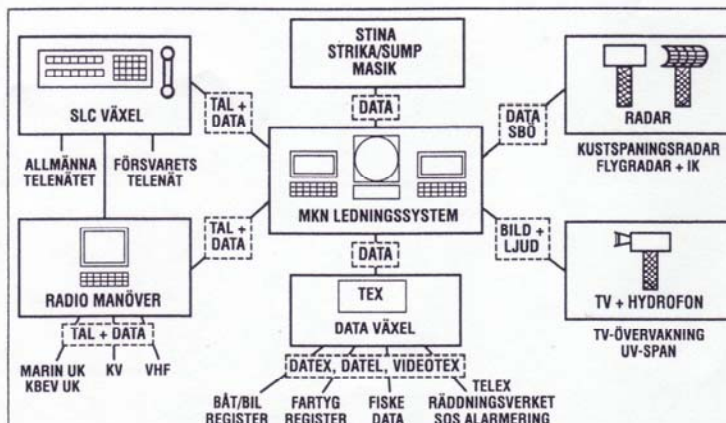 STINA
STRIKA/SUMP
MASIK
SLC VÄXEL
TAL +
DATA
DATA
DATA
SBÖ
RADAR
ALLMÄNNA
TELENÄTET
FÖRSVARETS
TELENÄT
KUSTSPANINGSRADAR
FLYGRADAR + IK
MKN LEDNINGSSYSTEM
TAL +
DATA
BILD +
LJUD
DATA
RADIO MANÖVER
TEX
DATA VÄXEL
TV + HYDROFON
TAL + DATA
TV-ÖVERVAKNING
UV-SPAN
MARIN UK
KBEV UK
KV
VHF
DATEX, DATEL, VIDEOTEX
BÅT/BIL
REGISTER
FARTYG
REGISTER
FISKE
DATA
TELEX
RÄDDNINGSVERKET
SOS ALARMERING